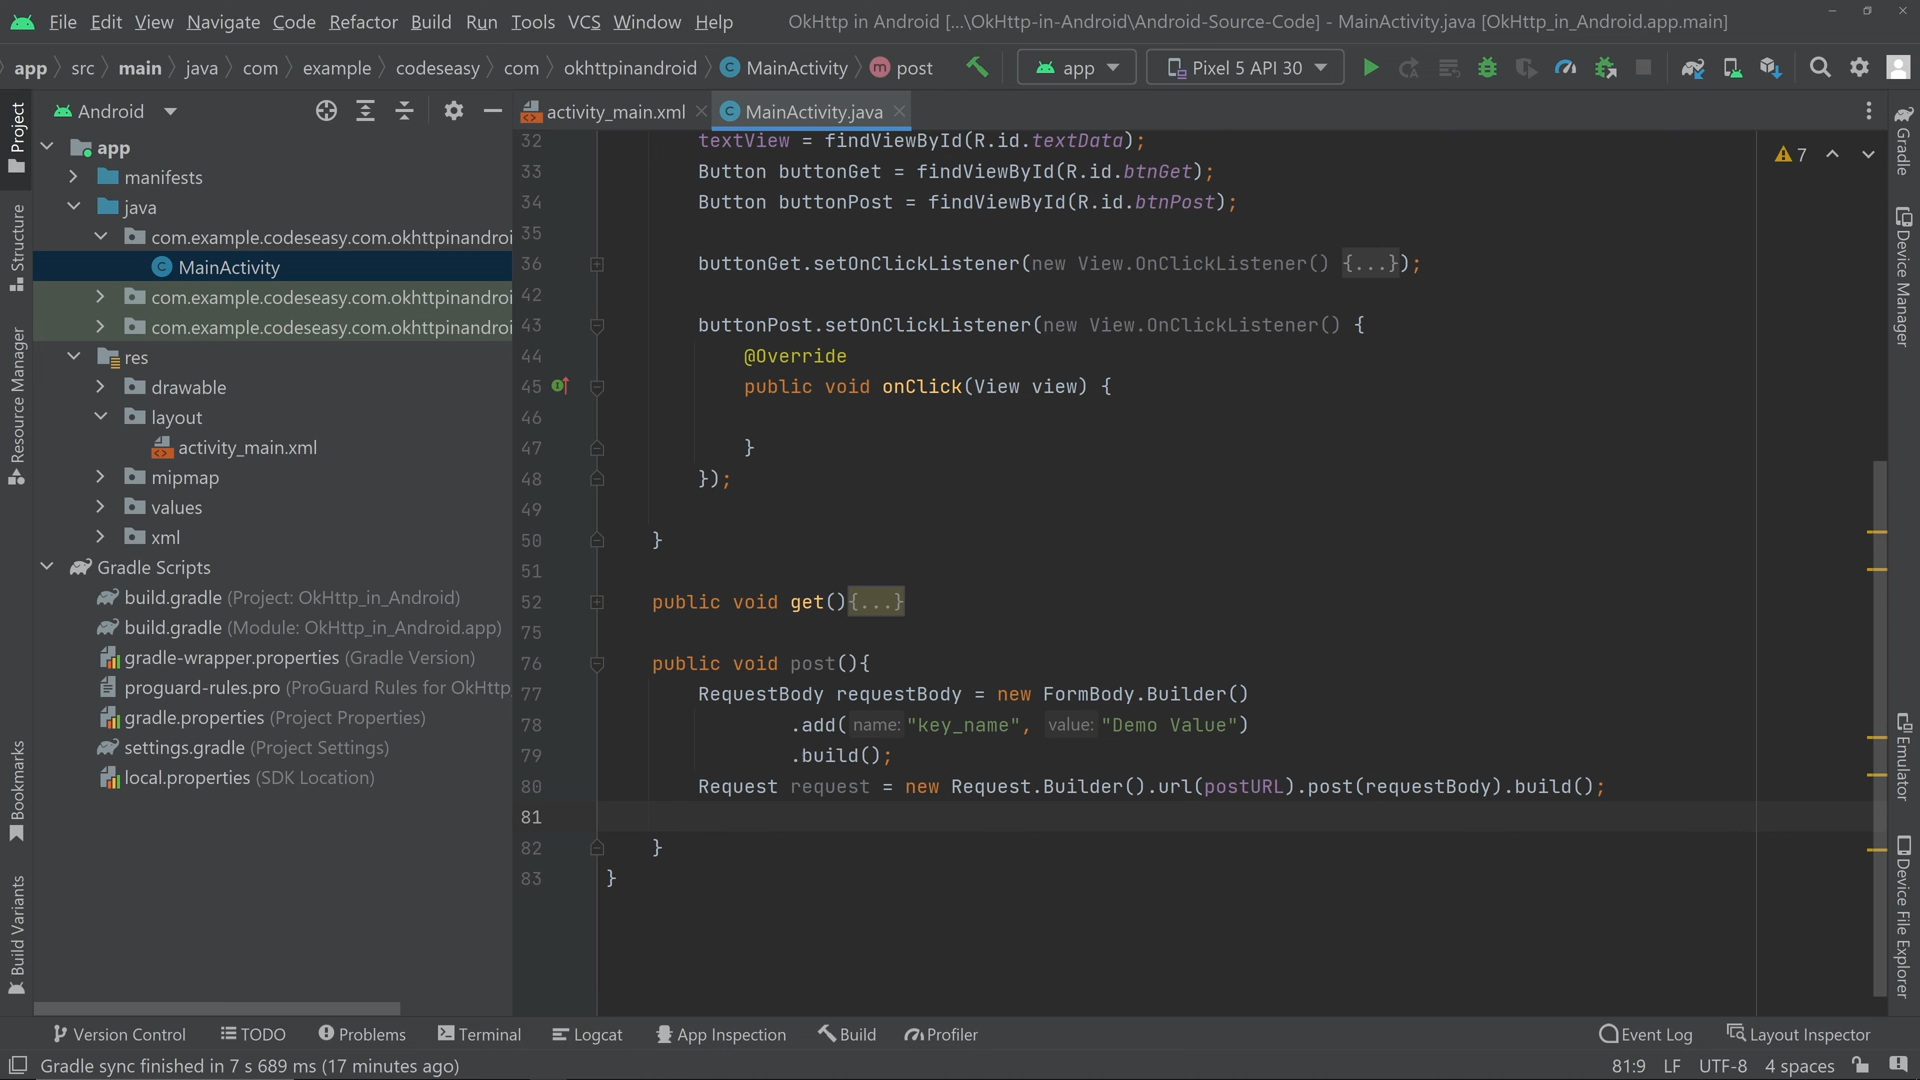 File Edit View Navigate Code Refactor Build Run Tools VCS Window Help OkHttp in Android [...\OkHttp-in-Android\Android-Source-Code] - MainActivity.java [OkHttp_in_Android.app.main]
app src main java com example codeseasy com okhttpinandroid MainActivity post app Pixel 5 API 30
Project
Structure
Resource Manager
Bookmarks
Build Variants
Android
app
manifests
java
com.example.codeseasy.com.okhttpinandroi
MainActivity
com.example.codeseasy.com.okhttpinandroi
com.example.codeseasy.com.okhttpinandroi
res
drawable
layout
activity_main.xml
mipmap
values
xml
Gradle Scripts
build.gradle (Project: OkHttp_in_Android)
build.gradle (Module: OkHttp_in_Android.app)
gradle-wrapper.properties (Gradle Version)
proguard-rules.pro (ProGuard Rules for OkHttp_
gradle.properties (Project Properties)
settings.gradle (Project Settings)
local.properties (SDK Location)
activity_main.xml MainActivity.java
7
32 textView = findViewById(R.id.textData);
33 Button buttonGet = findViewById(R.id.btnGet);
34 Button buttonPost = findViewById(R.id.btnPost);
35
36 buttonGet.setOnClickListener(new View.OnClickListener() {...});
42
43 buttonPost.setOnClickListener(new View.OnClickListener() {
44 @Override
45 public void onClick(View view) {
46
47 }
48 });
49
50 }
51
52 public void get(){...}
75
76 public void post(){
77 RequestBody requestBody = new FormBody.Builder()
78 .add( name: "key_name", value: "Demo Value")
79 .build();
80 Request request = new Request.Builder().url(postURL).post(requestBody).build();
81
82 }
83 }
Gradle
Device Manager
Emulator
Device File Explorer
Version Control TODO Problems Terminal Logcat App Inspection Build Profiler Event Log Layout Inspector
Gradle sync finished in 7 s 689 ms (17 minutes ago) 81:9 LF UTF-8 4 spaces